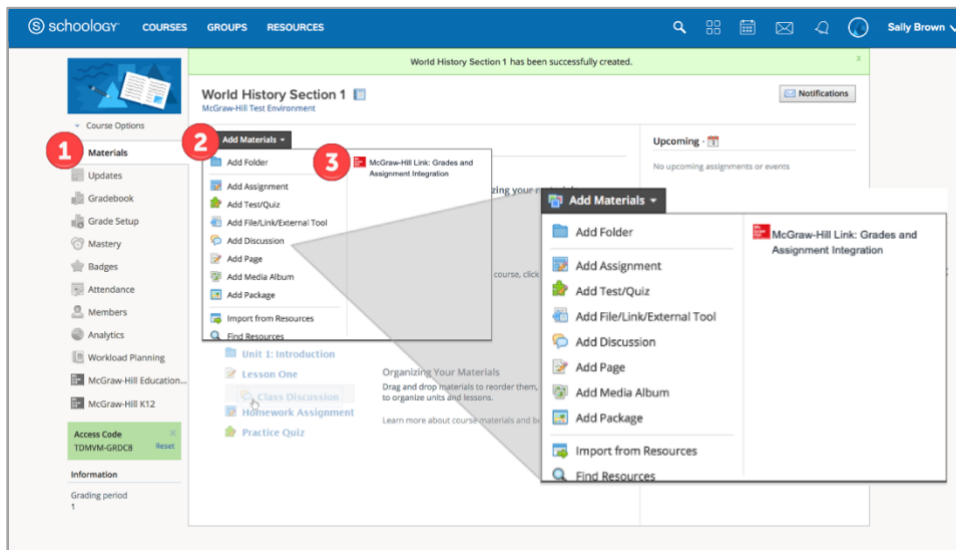 schoology COURSES GROUPS RESOURCES Sally Brown
World History Section 1 has been successfully created. x
World History Section 1
McGraw-Hill Test Environment
Notifications
Course Options
1
Materials
Updates
Gradebook
Grade Setup
Mastery
Badges
Attendance
Members
Analytics
Workload Planning
McGraw-Hill Education...
McGraw-Hill K12
Access Code ×
TDMVM-GRDC8 Reset
Information
Grading period
1
2
Add Materials
Add Folder
Add Assignment
Add Test/Quiz
Add File/Link/External Tool
Add Discussion
Add Page
Add Media Album
Add Package
Import from Resources
Find Resources
3
McGraw-Hill Link: Grades and
Assignment Integration
zing your
course, click
Unit 1: Introduction
Lesson One
Class Discussion
Homework Assignment
Practice Quiz
Organizing Your Materials
Drag and drop materials to reorder them,
to organize units and lessons.
Learn more about course materials and
Upcoming ·
No upcoming assignments or events
Add Materials
Add Folder
Add Assignment
Add Test/Quiz
Add File/Link/External Tool
Add Discussion
Add Page
Add Media Album
Add Package
Import from Resources
Find Resources
McGraw-Hill Link: Grades and
Assignment Integration